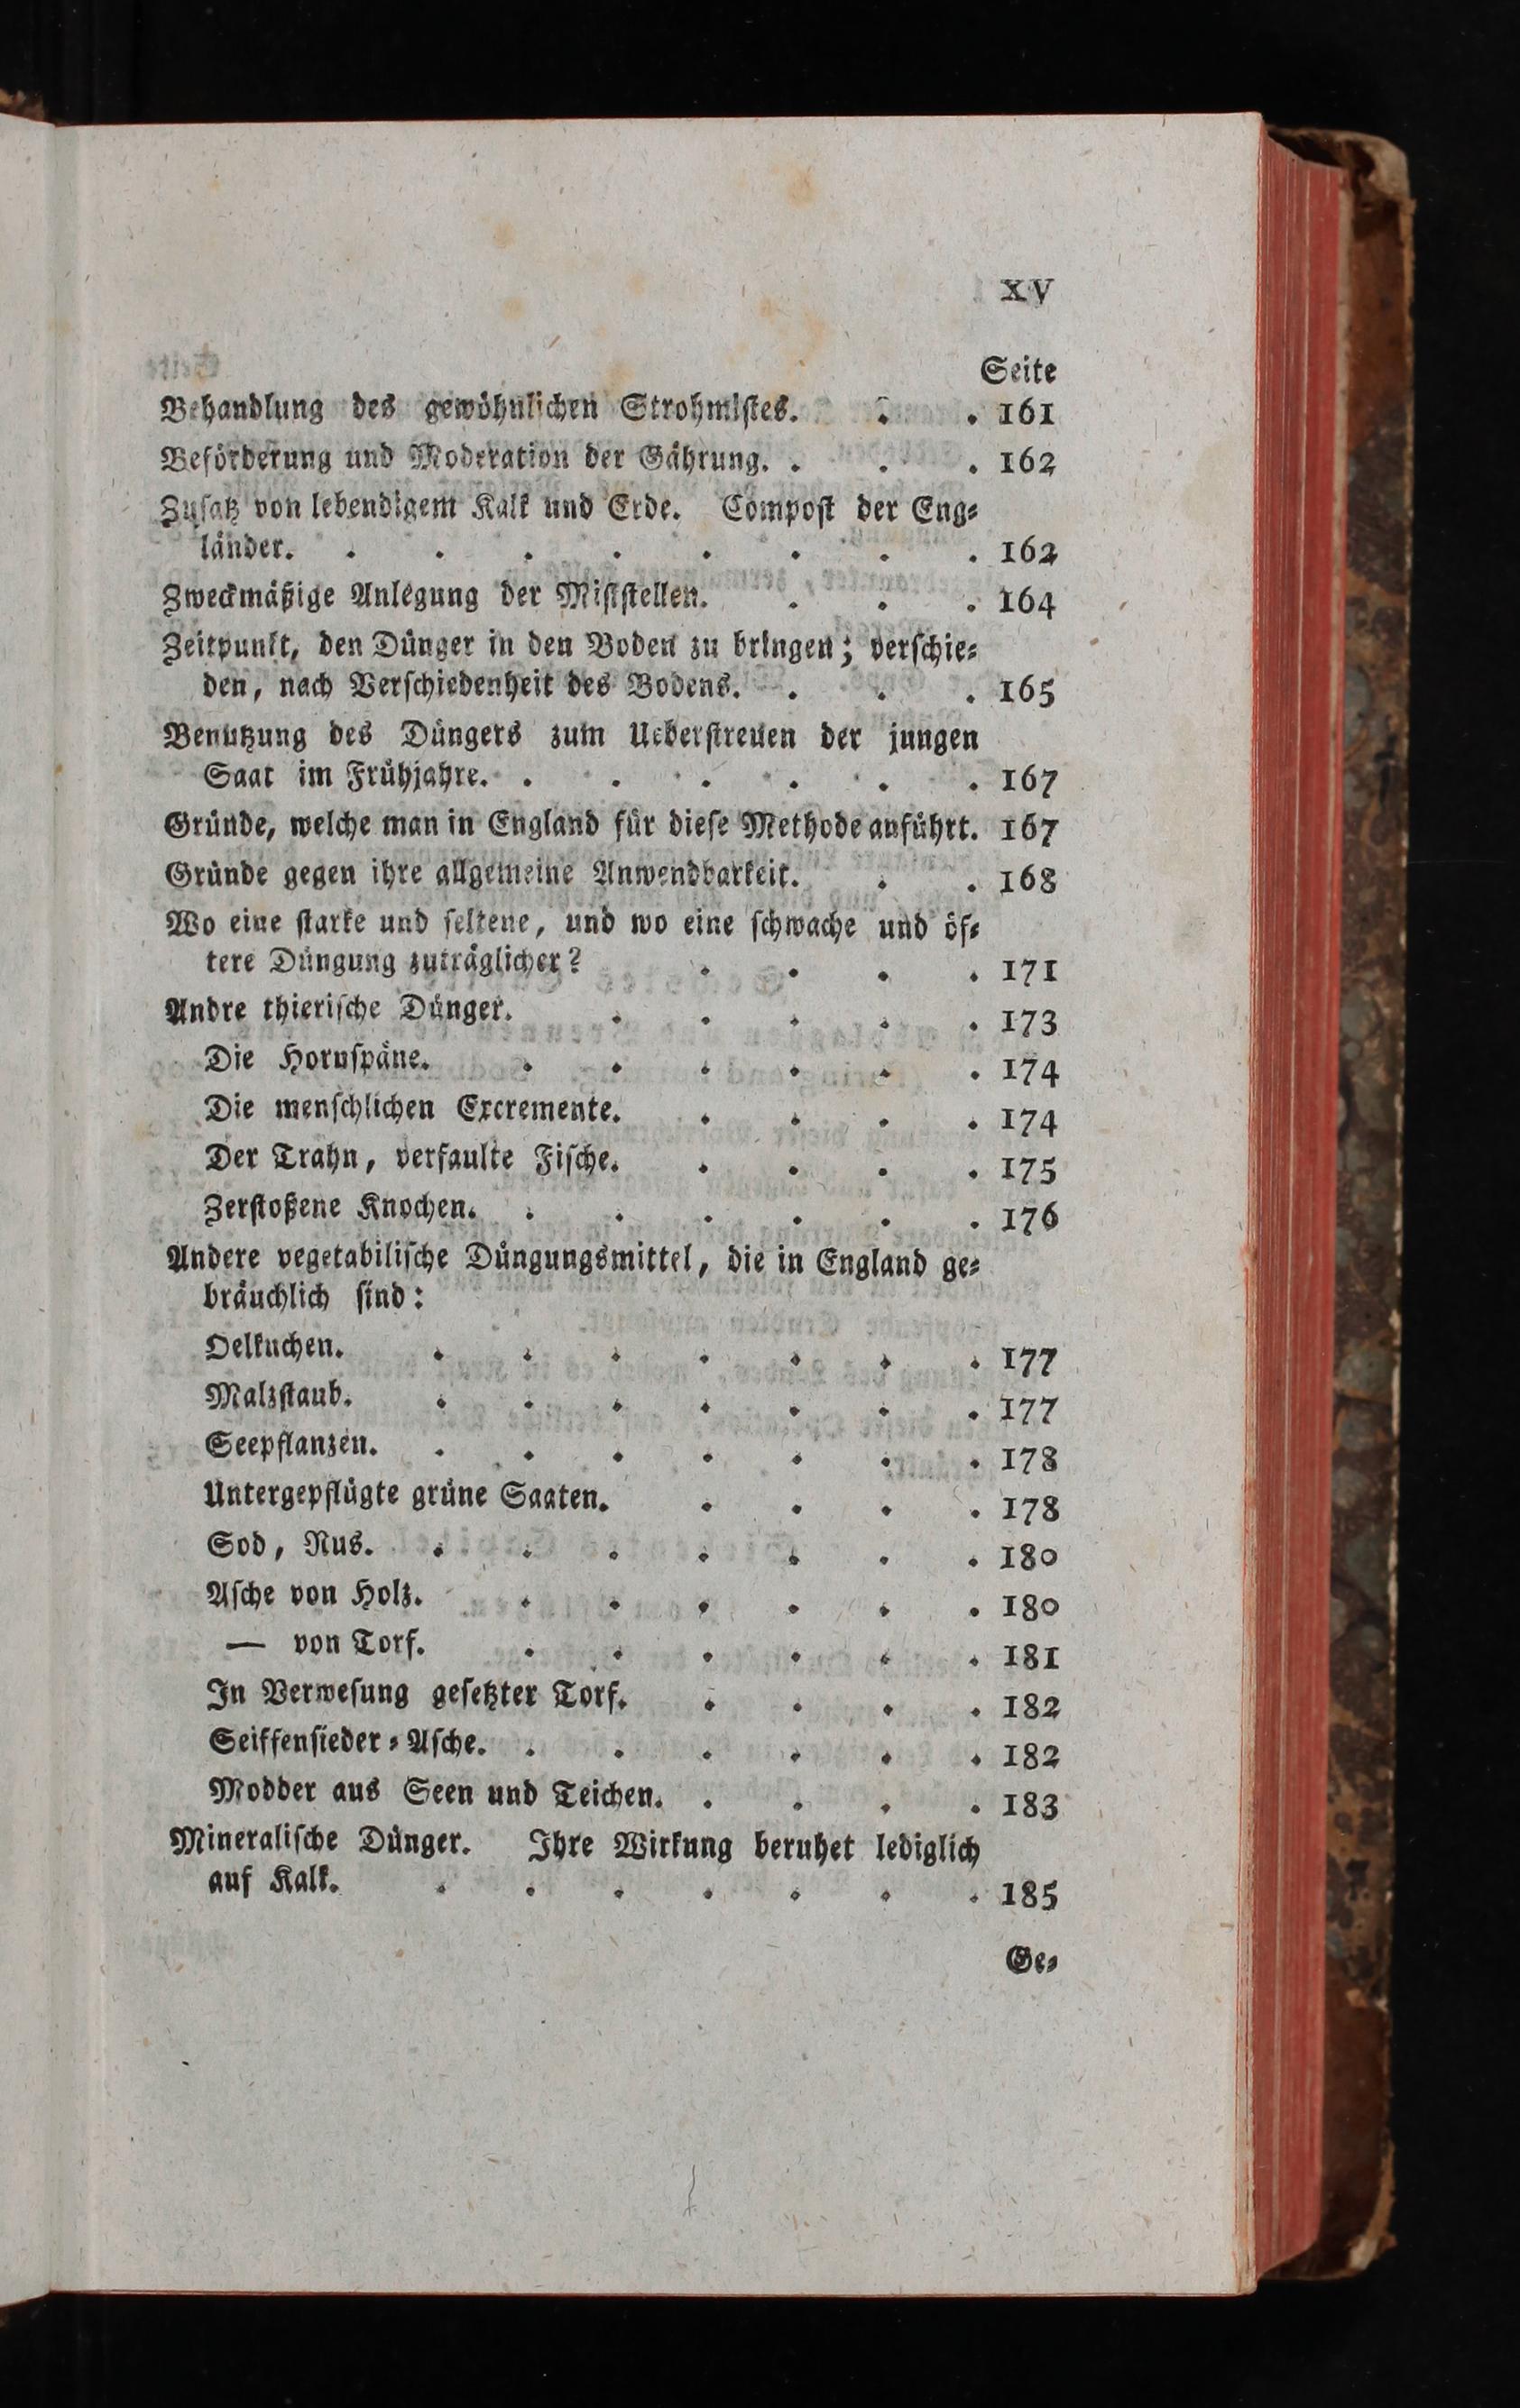 XV
Seite
Behandlung des gewöhnlichen Strohmiſtes. . . 161
Beförderung und Moderation der Gährung. . . . 162
Zuſatz von lebendigem Kalk und Erde. Compoſt der Eng⸗
länder. . . . . . . . . 162
Zweckmäßige Anlegung der Miſtſtellen. . . . 164
Zeitpunkt, den Dünger in den Boden zu bringen; verſchie⸗
den, nach Verſchiedenheit des Bodens. . . . 165
Benutzung des Düngers zum Ueberſtreuen der jungen
Saat im Frühjahre. . . . . . . 167
Gründe, welche man in England für dieſe Methode anführt. 167
Gründe gegen ihre allgemeine Anwendbarkeit. . . 168
Wo eine ſtarke und ſeltene, und wo eine ſchwache und öf⸗
tere Düngung zuträglicher? . . . . 171
Andre thieriſche Dünger. . . . . . 173
Die Hornſpäne. . . . . . . 174
Die menſchlichen Excremente. . . . . 174
Der Trahn, verfaulte Fiſche. . . . . 175
Zerſtoßene Knochen. . . . . . . 176
Andere vegetabiliſche Düngungsmittel, die in England ge⸗
bräuchlich ſind:
Oelkuchen. . . . . . . . 177
Malzſtaub. . . . . . . . 177
Seepflanzen. . . . . . . . 178
Untergepflügte grüne Saaten. . . . . 178
Sod, Rus. . . . . . . . 180
Aſche von Holz. . . . . . . 180
— von Torf. . . . . . . 181
In Verweſung geſetzter Torf. . . . . 182
Seiffenſieder⸗Aſche. . . . . . . 182
Modder aus Seen und Teichen. . . . . 183
Mineraliſche Dünger. Ihre Wirkung beruhet lediglich
auf Kalk. . . . . . . . 185
Ge⸗